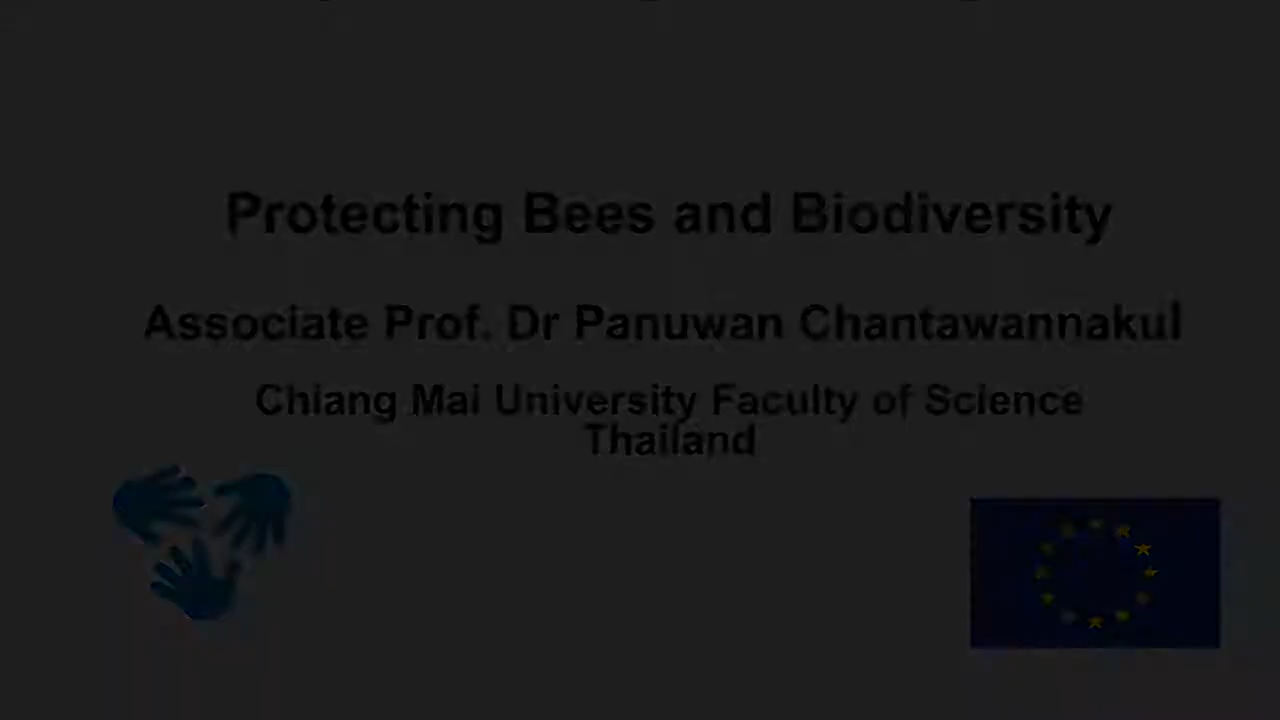 Protecting Bees and Biodiversity
Associate Prof. Dr Panuwan Chantawannakul
Chiang Mai University Faculty of Science
Thailand